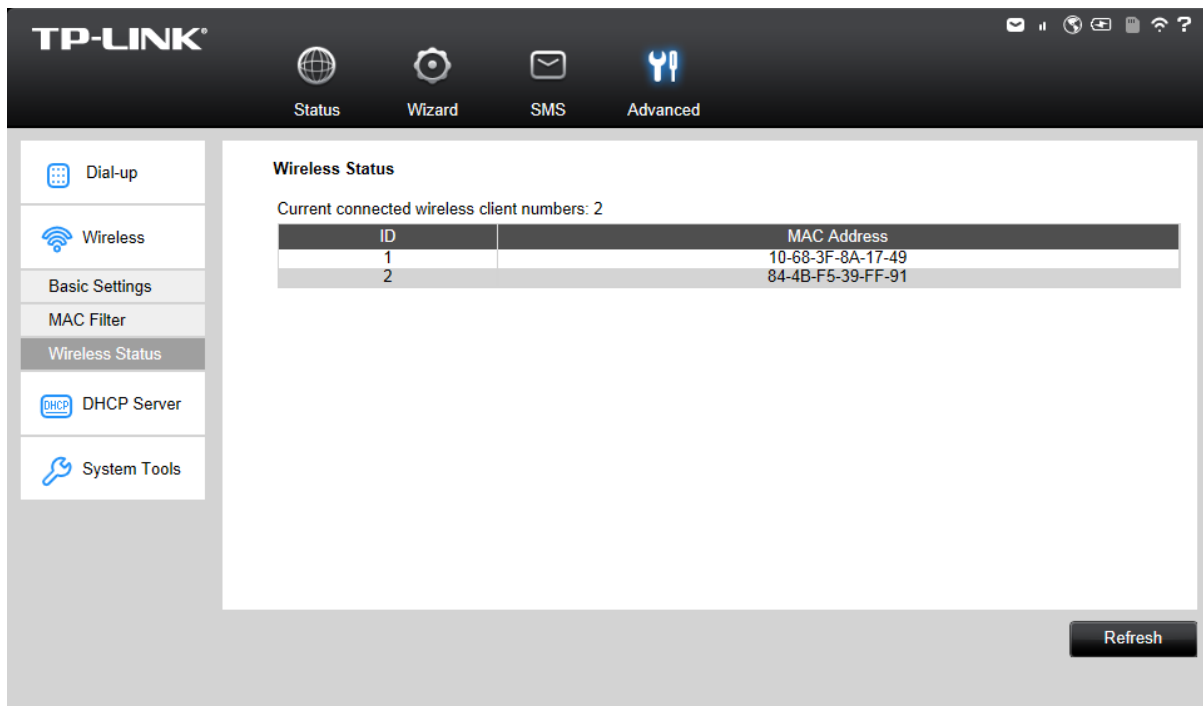 TP-LINK®
Status Wizard SMS Advanced
Dial-up
Wireless
Basic Settings
MAC Filter
Wireless Status
DHCP DHCP Server
System Tools
Wireless Status
Current connected wireless client numbers: 2
ID MAC Address
1 10-68-3F-8A-17-49
2 84-4B-F5-39-FF-91
Refresh